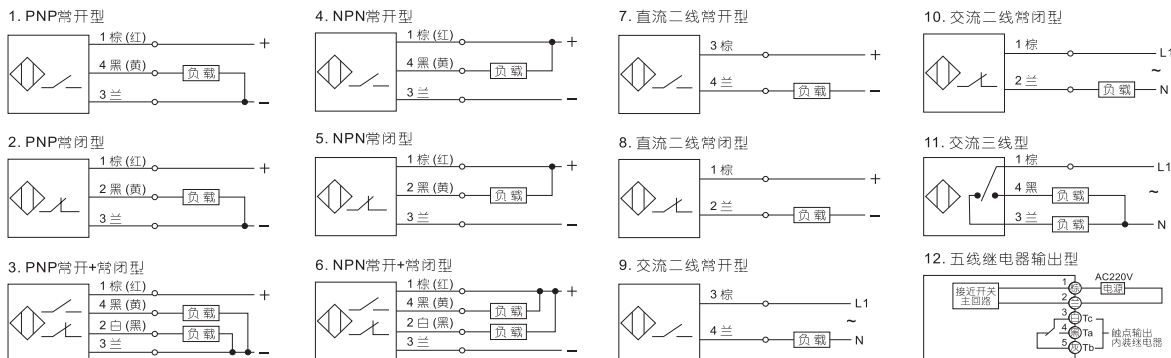 1. PNP常开型
1 棕 (红)
+
4 黑 (黄)
负 载
3 兰
−
2. PNP常闭型
1 棕 (红)
+
2 黑 (黄)
负 载
3 兰
−
3. PNP常开+常闭型
1 棕 (红)
+
4 黑 (黄)
负 载
2 白 (黑)
负 载
3 兰
−
4. NPN常开型
1 棕 (红)
+
4 黑 (黄)
负 载
3 兰
−
5. NPN常闭型
1 棕 (红)
+
2 黑 (黄)
负 载
3 兰
−
6. NPN常开+常闭型
1 棕 (红)
+
4 黑 (黄)
负 载
2 白 (黑)
负 载
3 兰
−
7. 直流二线常开型
3 棕
+
4 兰
负 载
−
8. 直流二线常闭型
1 棕
+
2 兰
负 载
−
9. 交流二线常开型
3 棕
L1
~
4 兰
负 载
N
10. 交流二线常闭型
1 棕
L1
~
2 兰
负 载
N
11. 交流三线型
1 棕
L1
4 黑
负 载
~
3 兰
负 载
N
12. 五线继电器输出型
AC220V
接近开关
主回路
1 棕
电源
2
3
Tc
4 黑 Ta
5 灰 Tb
触点输出
内装继电器